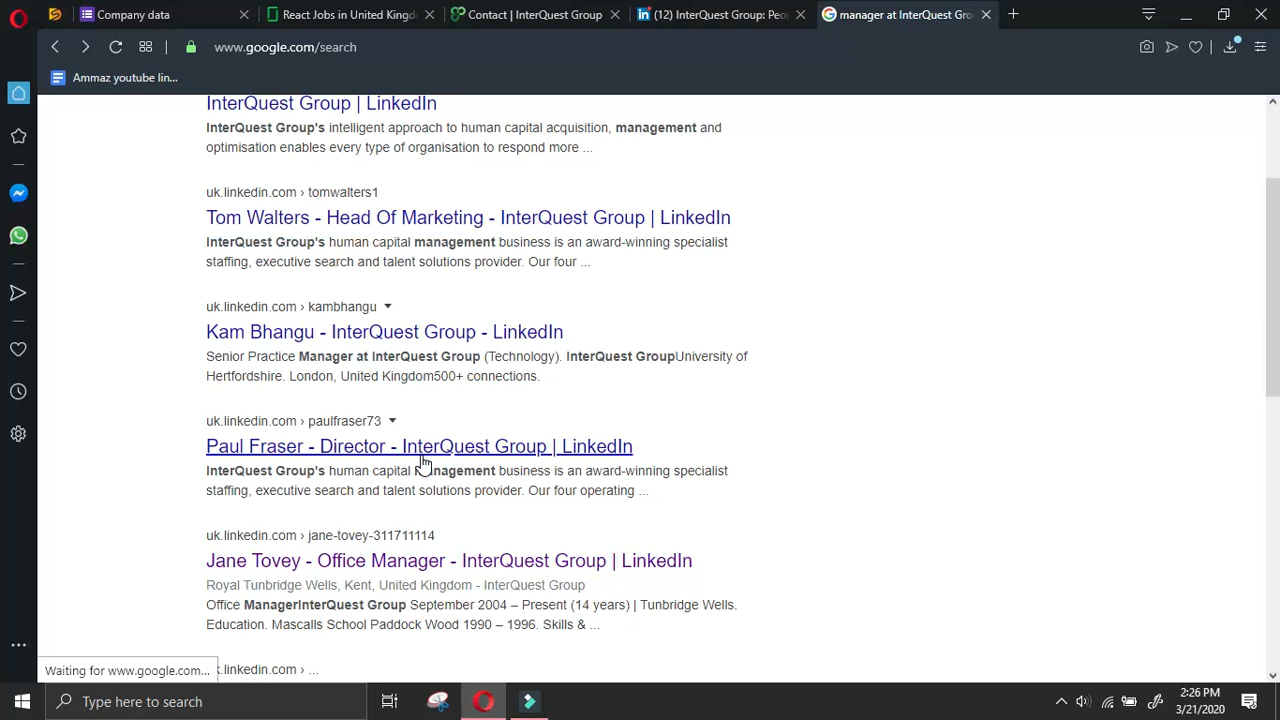 Company data
React Jobs in United Kingd
Contact | InterQuest Group
(12) InterQuest Group: Pe
manager at InterQuest Gro
www.google.com/search
Ammaz youtube lin...
InterQuest Group | LinkedIn
InterQuest Group's intelligent approach to human capital acquisition, management and
optimisation enables every type of organisation to respond more ...
uk.linkedin.com › tomwalters1
Tom Walters - Head Of Marketing - InterQuest Group | LinkedIn
InterQuest Group's human capital management business is an award-winning specialist
staffing, executive search and talent solutions provider. Our four ...
uk.linkedin.com › kambhangu
Kam Bhangu - InterQuest Group - LinkedIn
Senior Practice Manager at InterQuest Group (Technology). InterQuest GroupUniversity of
Hertfordshire. London, United Kingdom500+ connections.
uk.linkedin.com › paulfraser73
Paul Fraser - Director - InterQuest Group | LinkedIn
InterQuest Group's human capital management business is an award-winning specialist
staffing, executive search and talent solutions provider. Our four operating ...
uk.linkedin.com › jane-tovey-311711114
Jane Tovey - Office Manager - InterQuest Group | LinkedIn
Royal Tunbridge Wells, Kent, United Kingdom - InterQuest Group
Office ManagerInterQuest Group September 2004 – Present (14 years) | Tunbridge Wells.
Education. Mascalls School Paddock Wood 1990 – 1996. Skills & ...
Waiting for www.google.com...
k.linkedin.com › ...
Type here to search
2:26 PM
3/21/2020